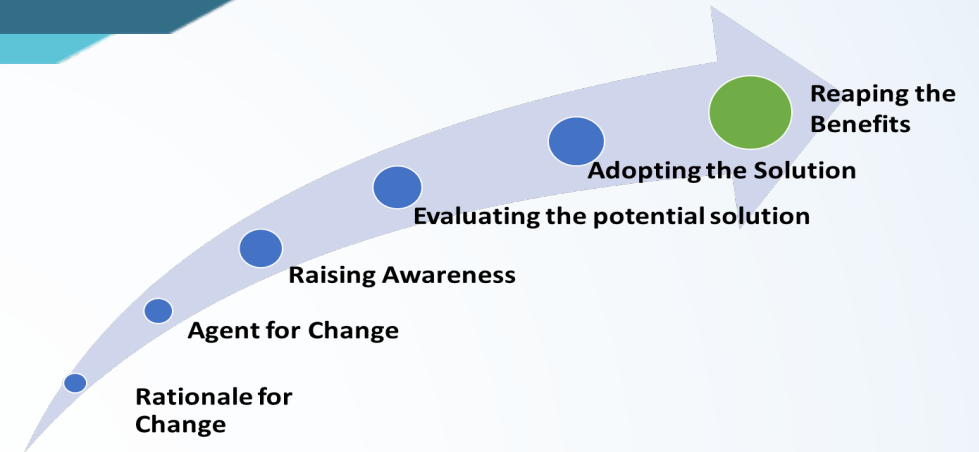 Reaping the
Benefits
Adopting the Solution
Evaluating the potential solution
Raising Awareness
Agent for Change
Rationale for
Change